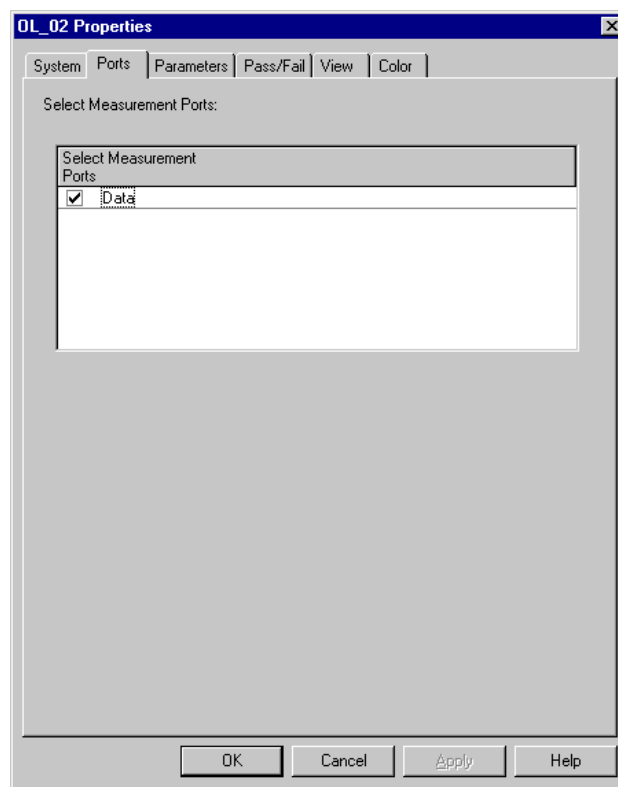 OL_02 Properties
System Ports Parameters Pass/Fail View Color
Select Measurement Ports:
Select Measurement
Ports
Data
OK Cancel Apply Help